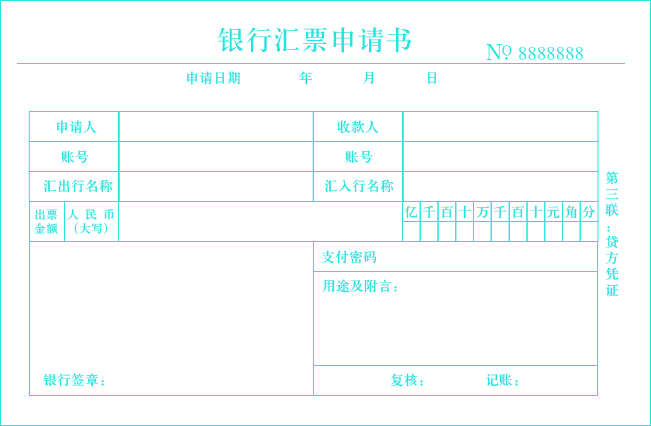 银行汇票申请书
№ 8888888
申请日期 年 月 日
申请人 收款人
账号 账号
汇出行名称 汇入行名称
出票金额 人民币（大写） 亿千百十万千百十元角分
支付密码
用途及附言：
银行签章： 复核： 记账：
第三联：贷方凭证